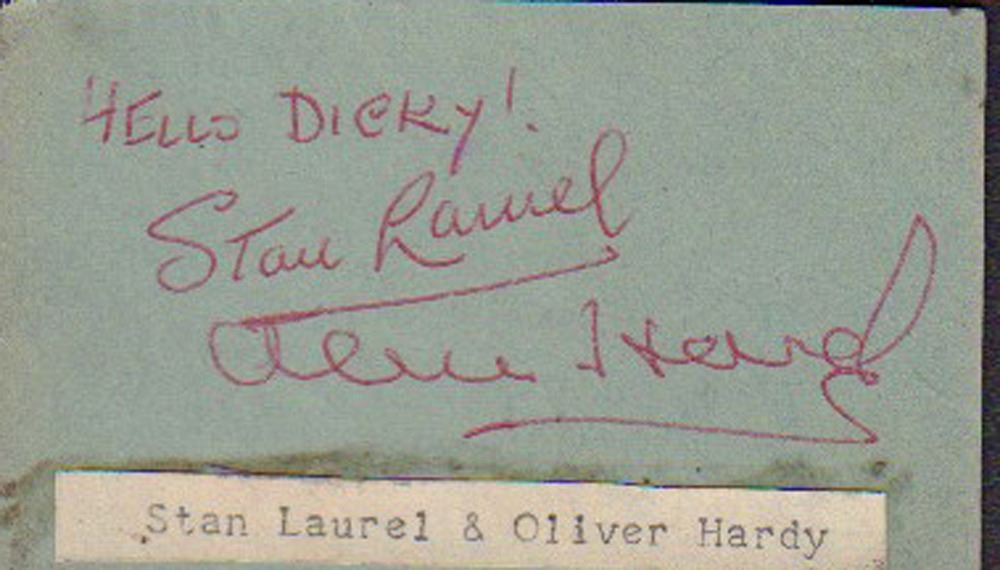 HELLO DICKY!
Stan Laurel
Oliver Hardy
Stan Laurel & Oliver Hardy